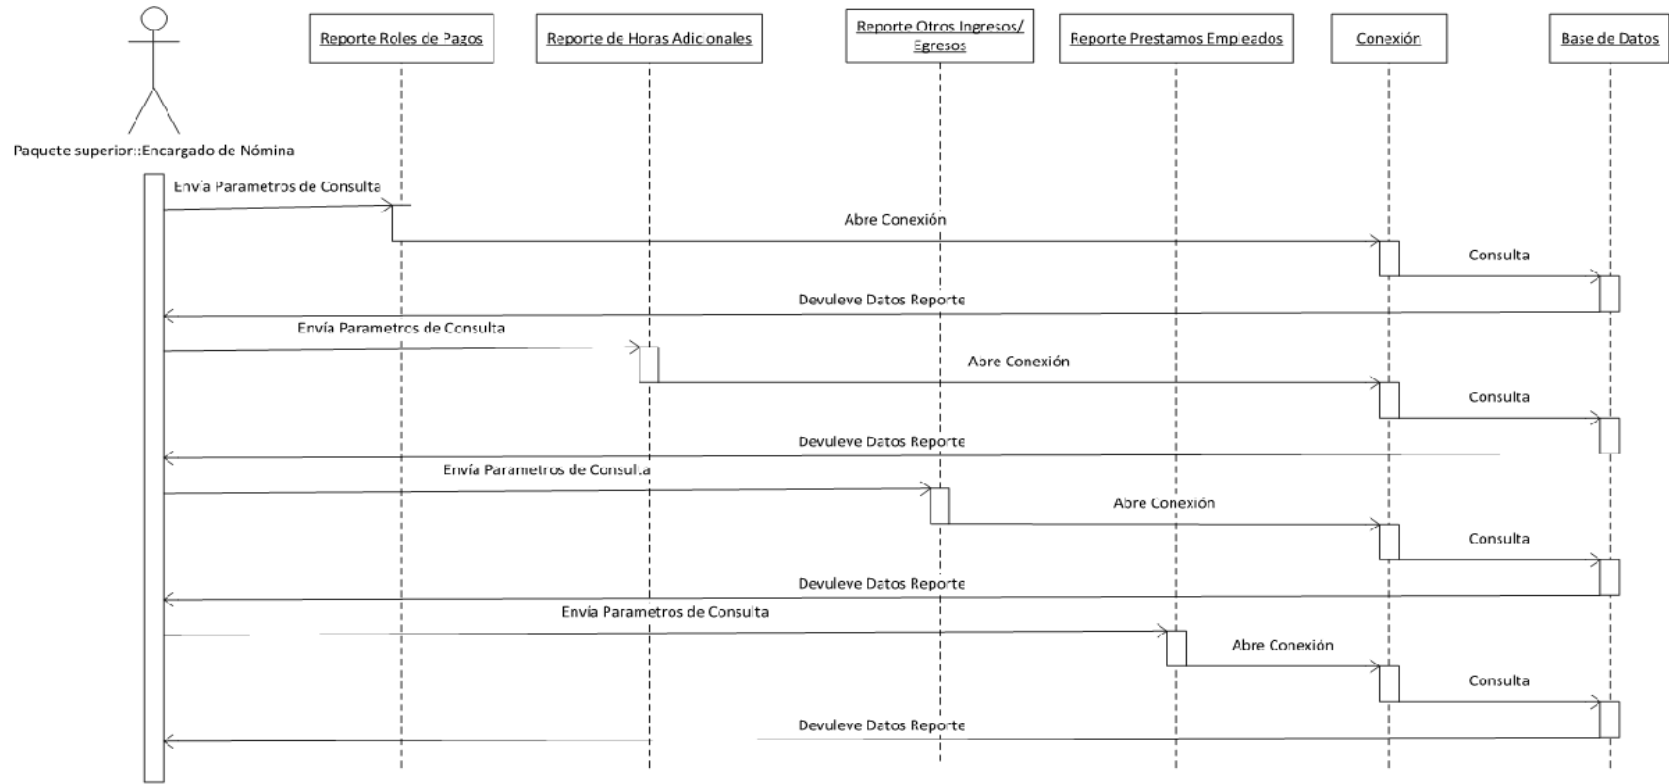 Reporte Roles de Pagos
Reporte de Horas Adicionales
Reporte Otros Ingresos/
Egresos
Reporte Prestamos Empleados
Conexión
Base de Datos
Paquete superior::Encargado de Nómina
Envía Parametros de Consulta
Abre Conexión
Consulta
Devuleve Datos Reporte
Envía Parametros de Consulta
Abre Conexión
Consulta
Devuleve Datos Reporte
Envía Parametros de Consulta
Abre Conexión
Consulta
Devuleve Datos Reporte
Envía Parametros de Consulta
Abre Conexión
Consulta
Devuleve Datos Reporte